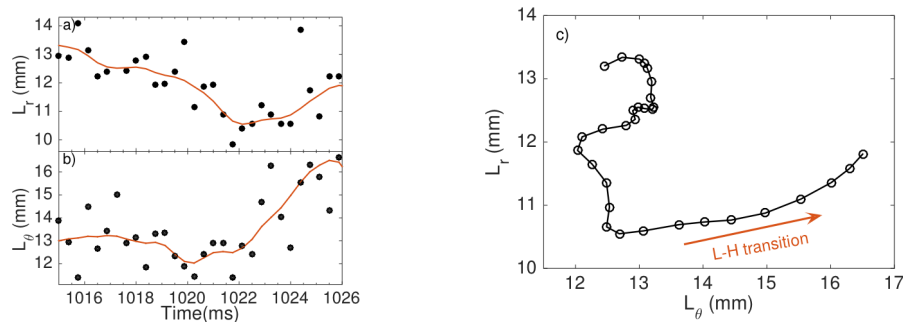 a)
L_r (mm)
14
13
12
11
10
b)
L_θ (mm)
16
15
14
13
12
1016 1018 1020 1022 1024 1026
Time(ms)
c)
L_r (mm)
14
13
12
11
10
L-H transition
12 13 14 15 16 17
L_θ (mm)